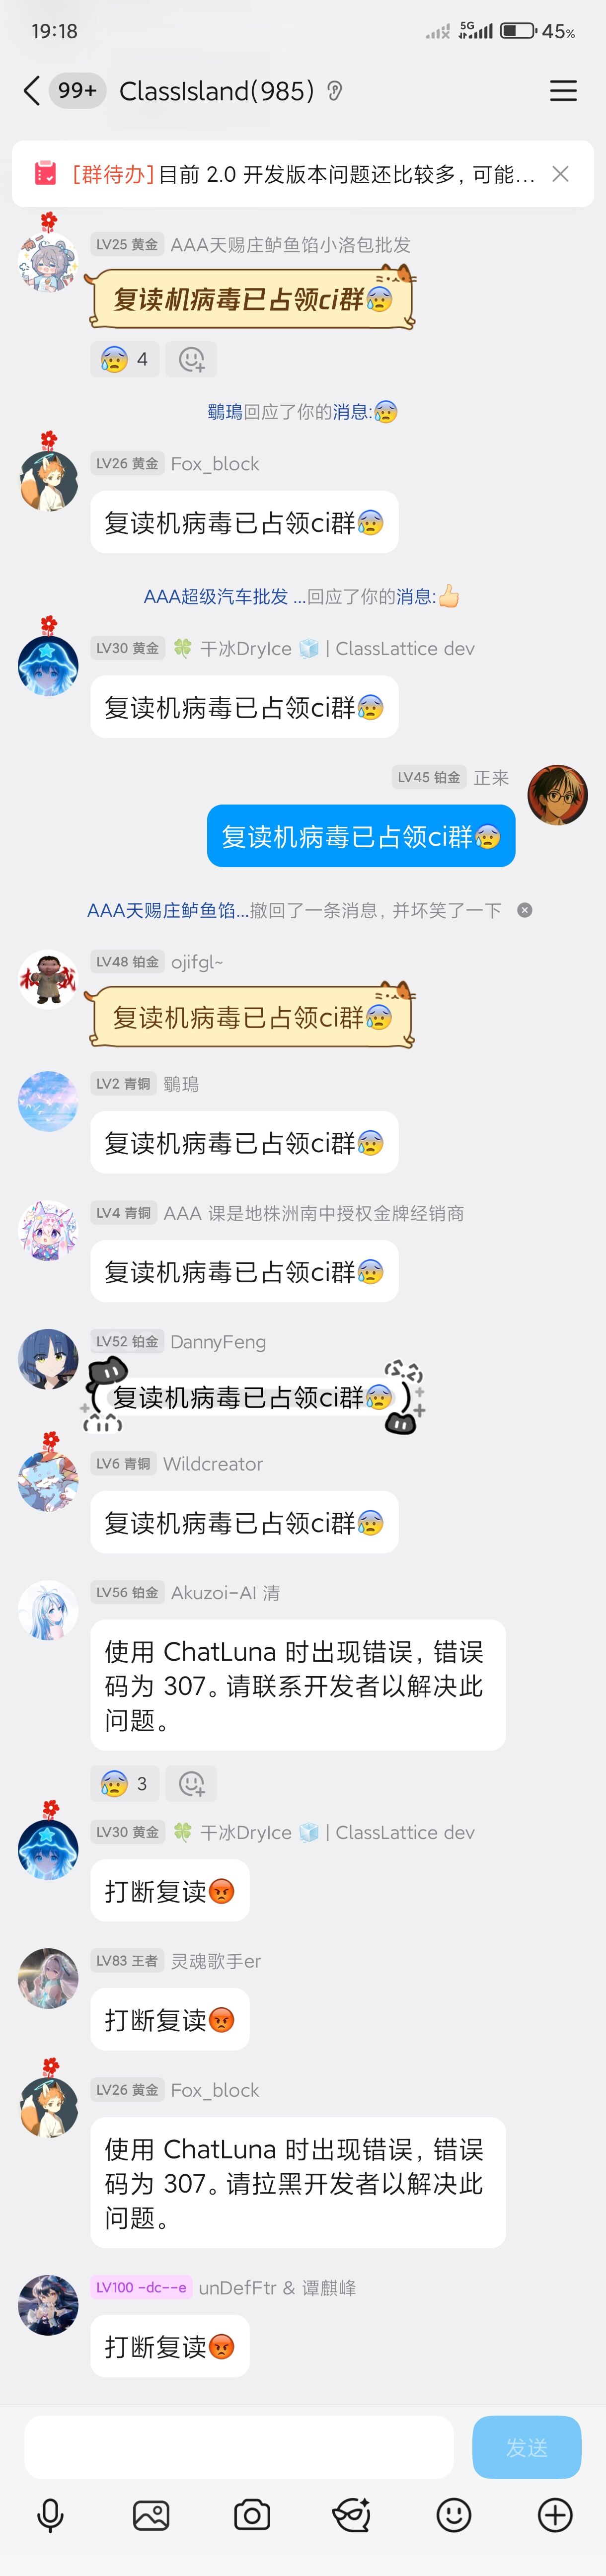 19:18
5G
45%
99+
ClassIsland(985)
[群待办]目前 2.0 开发版本问题还比较多，可能...
LV25 黄金 AAA天赐庄鲈鱼馅小洛包批发
复读机病毒已占领ci群😰
😰 4
鸀鳿回应了你的消息:😰
LV26 黄金 Fox_block
复读机病毒已占领ci群😰
AAA超级汽车批发 ...回应了你的消息:👍
LV30 黄金 🍀 干冰DryIce 🧊 | ClassLattice dev
复读机病毒已占领ci群😰
LV45 铂金 正来
复读机病毒已占领ci群😰
AAA天赐庄鲈鱼馅...撤回了一条消息，并坏笑了一下
LV48 铂金 ojifgl~
权威
复读机病毒已占领ci群😰
LV2 青铜
复读机病毒已占领ci群😰
LV4 青铜 AAA 课是地株洲南中授权金牌经销商
复读机病毒已占领ci群😰
LV52 铂金 DannyFeng
复读机病毒已占领ci群😰
LV6 青铜 Wildcreator
复读机病毒已占领ci群😰
LV56 铂金 Akuzoi-AI 清
使用 ChatLuna 时出现错误，错误
码为 307。请联系开发者以解决此
问题。
😰 3
LV30 黄金 🍀 干冰DryIce 🧊 | ClassLattice dev
打断复读😡
LV83 王者 灵魂歌手er
打断复读😡
LV26 黄金 Fox_block
使用 ChatLuna 时出现错误，错误
码为 307。请拉黑开发者以解决此
问题。
LV100 -dc--e unDefFtr & 谭麒峰
打断复读😡
发送